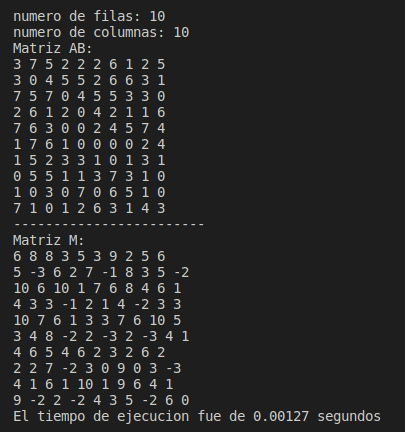 numero de filas: 10
numero de columnas: 10
Matriz AB:
3 7 5 2 2 2 6 1 2 5
3 0 4 5 5 2 6 6 3 1
7 5 7 0 4 5 5 3 3 0
2 6 1 2 0 4 2 1 1 6
7 6 3 0 0 2 4 5 7 4
1 7 6 1 0 0 0 0 2 4
1 5 2 3 3 1 0 1 3 1
0 5 5 1 1 3 7 3 1 0
1 0 3 0 7 0 6 5 1 0
7 1 0 1 2 6 3 1 4 3
------------------------
Matriz M:
6 8 8 3 5 3 9 2 5 6
5 -3 6 2 7 -1 8 3 5 -2
10 6 10 1 7 6 8 4 6 1
4 3 3 -1 2 1 4 -2 3 3
10 7 6 1 3 3 7 6 10 5
3 4 8 -2 2 -3 2 -3 4 1
4 6 5 4 6 2 3 2 6 2
2 2 7 -2 3 0 9 0 3 -3
4 1 6 1 10 1 9 6 4 1
9 -2 2 -2 4 3 5 -2 6 0
El tiempo de ejecucion fue de 0.00127 segundos